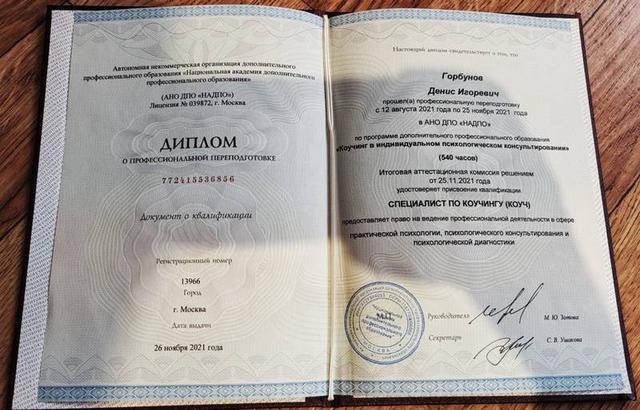 Автономная некоммерческая организация дополнительного
профессионального образования «Национальная академия дополнительного
профессионального образования»
(АНО ДПО «НАДПО»)
Лицензия № 039872, г. Москва
ДИПЛОМ
О ПРОФЕССИОНАЛЬНОЙ ПЕРЕПОДГОТОВКЕ
772415536856
Документ о квалификации
Регистрационный номер
13966
Город
г. Москва
Дата выдачи
26 ноября 2021 года
Настоящий диплом свидетельствует о том, что
Горбунов
Денис Игоревич
прошел(а) профессиональную переподготовку
с 12 августа 2021 года по 25 ноября 2021 года
в АНО ДПО «НАДПО»
по программе дополнительного профессионального образования
«Коучинг в индивидуальном психологическом консультировании»
(540 часов)
Итоговая аттестационная комиссия решением
от 25.11.2021 года
удостоверяет присвоение квалификации
СПЕЦИАЛИСТ ПО КОУЧИНГУ (КОУЧ)
предоставляет право на ведение профессиональной деятельности в сфере
практической психологии, психологического консультирования и
психологической диагностики
М.П.
Руководитель
М. Ю. Зотова
Секретарь
С. В. Ушакова